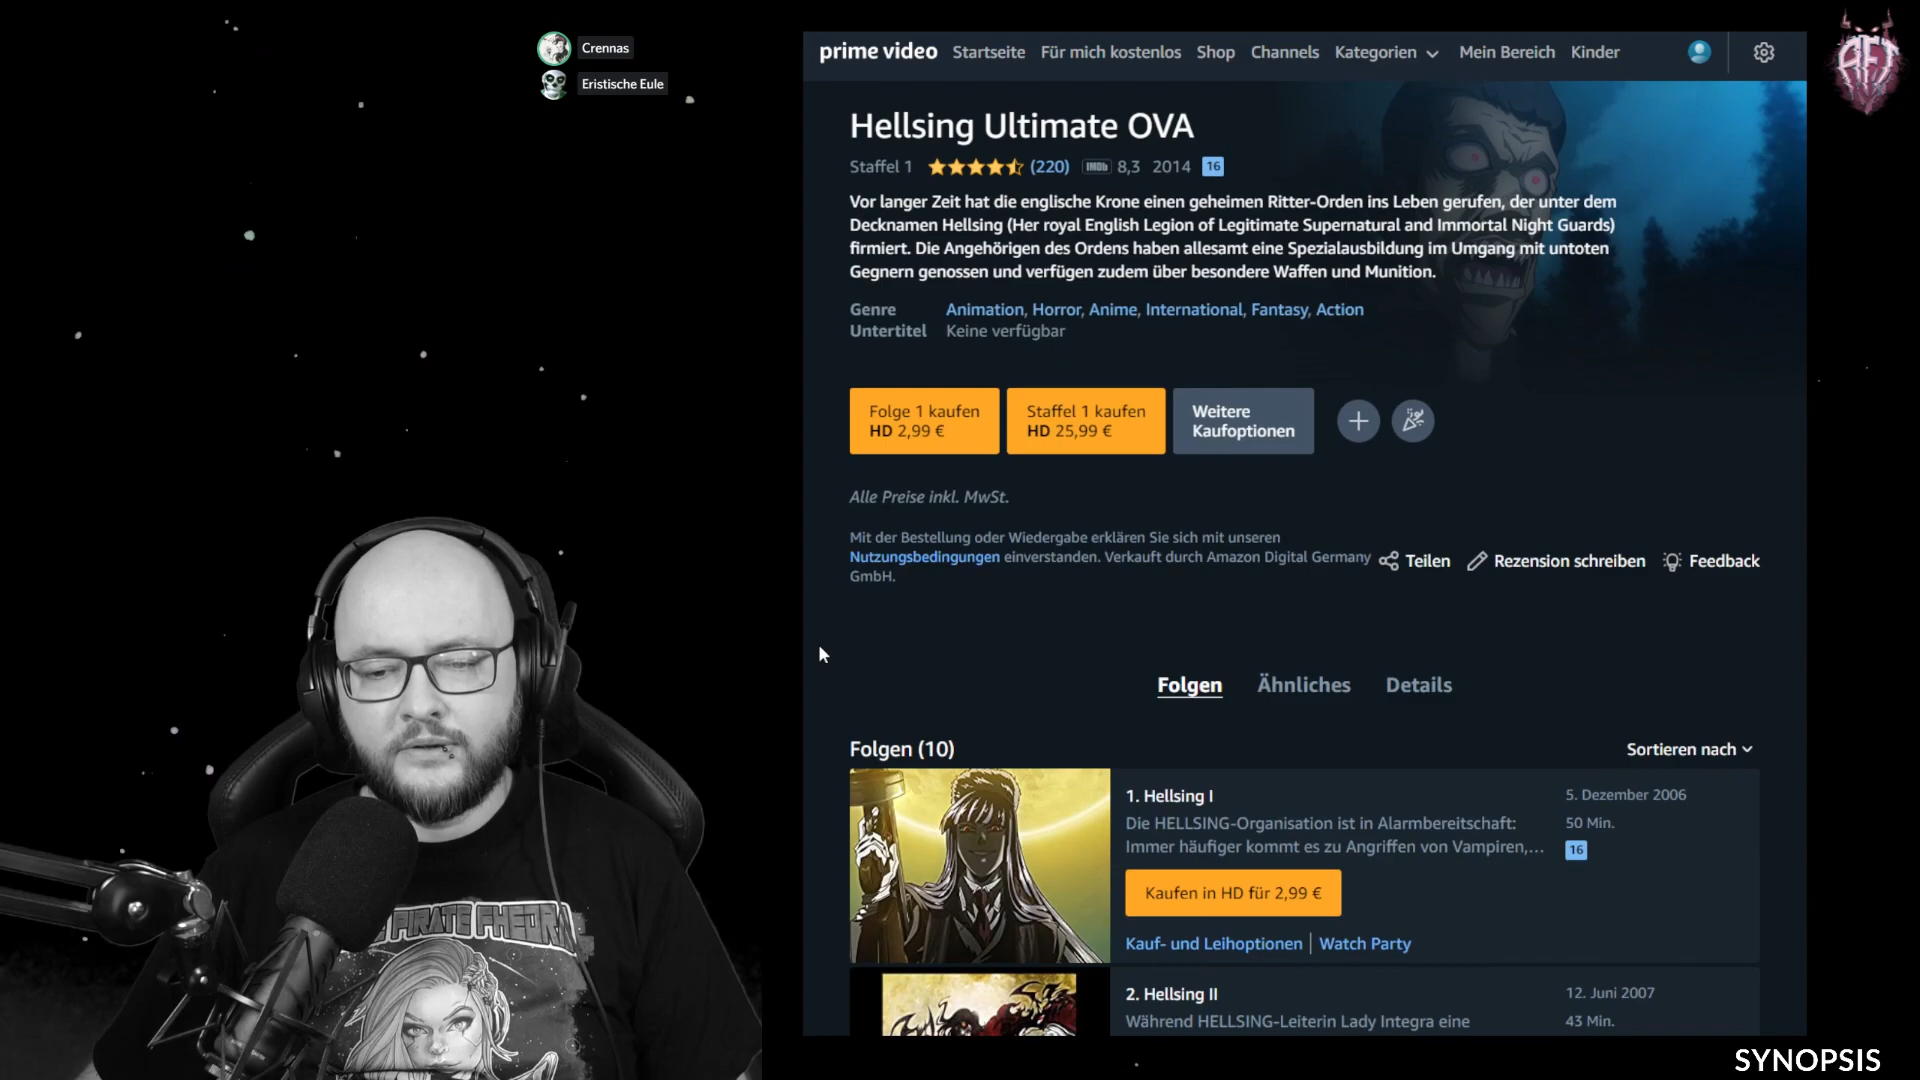 Crennas
Eristische Eule
prime video Startseite Für mich kostenlos Shop Channels Kategorien Mein Bereich Kinder
AFT
Hellsing Ultimate OVA
Staffel 1 (220) IMDb 8,3 2014 16
Vor langer Zeit hat die englische Krone einen geheimen Ritter-Orden ins Leben gerufen, der unter dem
Decknamen Hellsing (Her royal English Legion of Legitimate Supernatural and Immortal Night Guards)
firmiert. Die Angehörigen des Ordens haben allesamt eine Spezialausbildung im Umgang mit untoten
Gegnern genossen und verfügen zudem über besondere Waffen und Munition.
Genre Animation, Horror, Anime, International, Fantasy, Action
Untertitel Keine verfügbar
Folge 1 kaufen
HD 2,99 €
Staffel 1 kaufen
HD 25,99 €
Weitere
Kaufoptionen
Alle Preise inkl. MwSt.
Mit der Bestellung oder Wiedergabe erklären Sie sich mit unseren
Nutzungsbedingungen einverstanden. Verkauft durch Amazon Digital Germany
GmbH.
Teilen Rezension schreiben Feedback
Folgen Ähnliches Details
Folgen (10) Sortieren nach
1. Hellsing I 5. Dezember 2006
Die HELLSING-Organisation ist in Alarmbereitschaft: 50 Min.
Immer häufiger kommt es zu Angriffen von Vampiren,... 16
Kaufen in HD für 2,99 €
Kauf- und Leihoptionen | Watch Party
2. Hellsing II 12. Juni 2007
Während HELLSING-Leiterin Lady Integra eine 43 Min.
PIRATE
SYNOPSIS